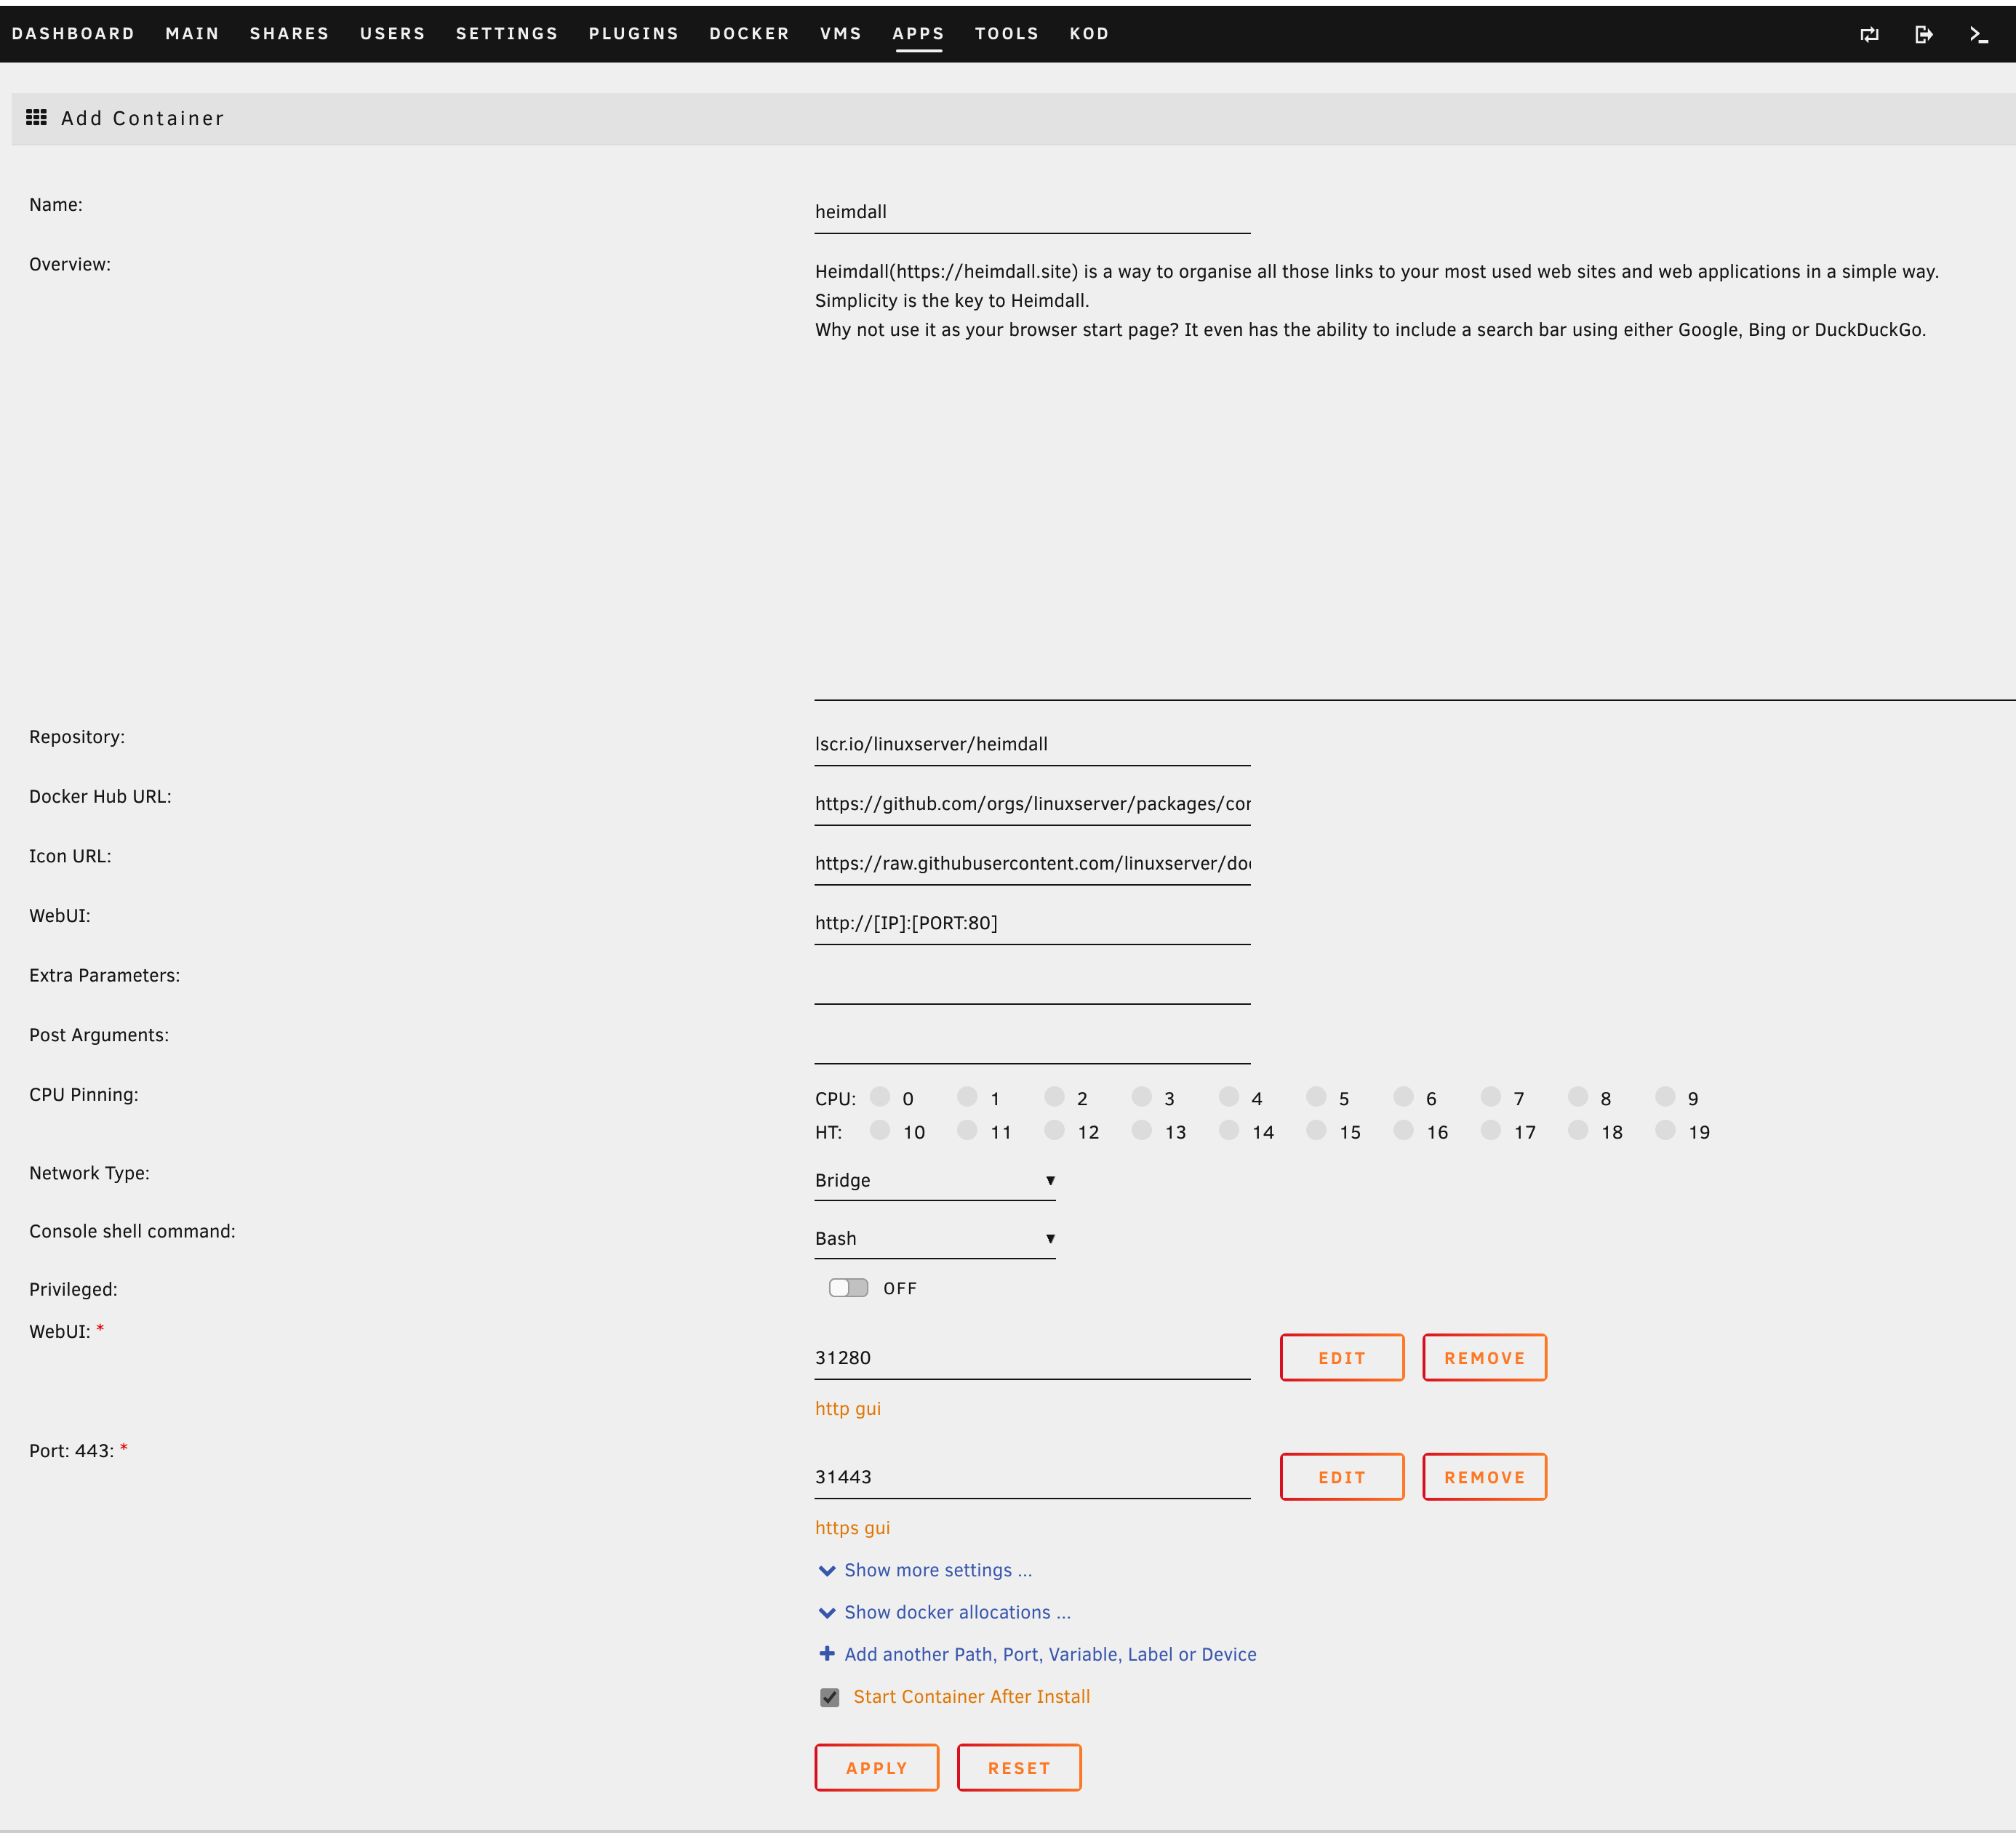 DASHBOARD MAIN SHARES USERS SETTINGS PLUGINS DOCKER VMS APPS TOOLS KOD
Add Container
Name:
heimdall
Overview:
Heimdall(https://heimdall.site) is a way to organise all those links to your most used web sites and web applications in a simple way.
Simplicity is the key to Heimdall.
Why not use it as your browser start page? It even has the ability to include a search bar using either Google, Bing or DuckDuckGo.
Repository:
lscr.io/linuxserver/heimdall
Docker Hub URL:
https://github.com/orgs/linuxserver/packages/con
Icon URL:
https://raw.githubusercontent.com/linuxserver/doc
WebUI:
http://[IP]:[PORT:80]
Extra Parameters:
Post Arguments:
CPU Pinning:
CPU: 0 1 2 3 4 5 6 7 8 9
HT: 10 11 12 13 14 15 16 17 18 19
Network Type:
Bridge
Console shell command:
Bash
Privileged:
OFF
WebUI: *
31280 EDIT REMOVE
http gui
Port: 443: *
31443 EDIT REMOVE
https gui
Show more settings ...
Show docker allocations ...
Add another Path, Port, Variable, Label or Device
Start Container After Install
APPLY RESET